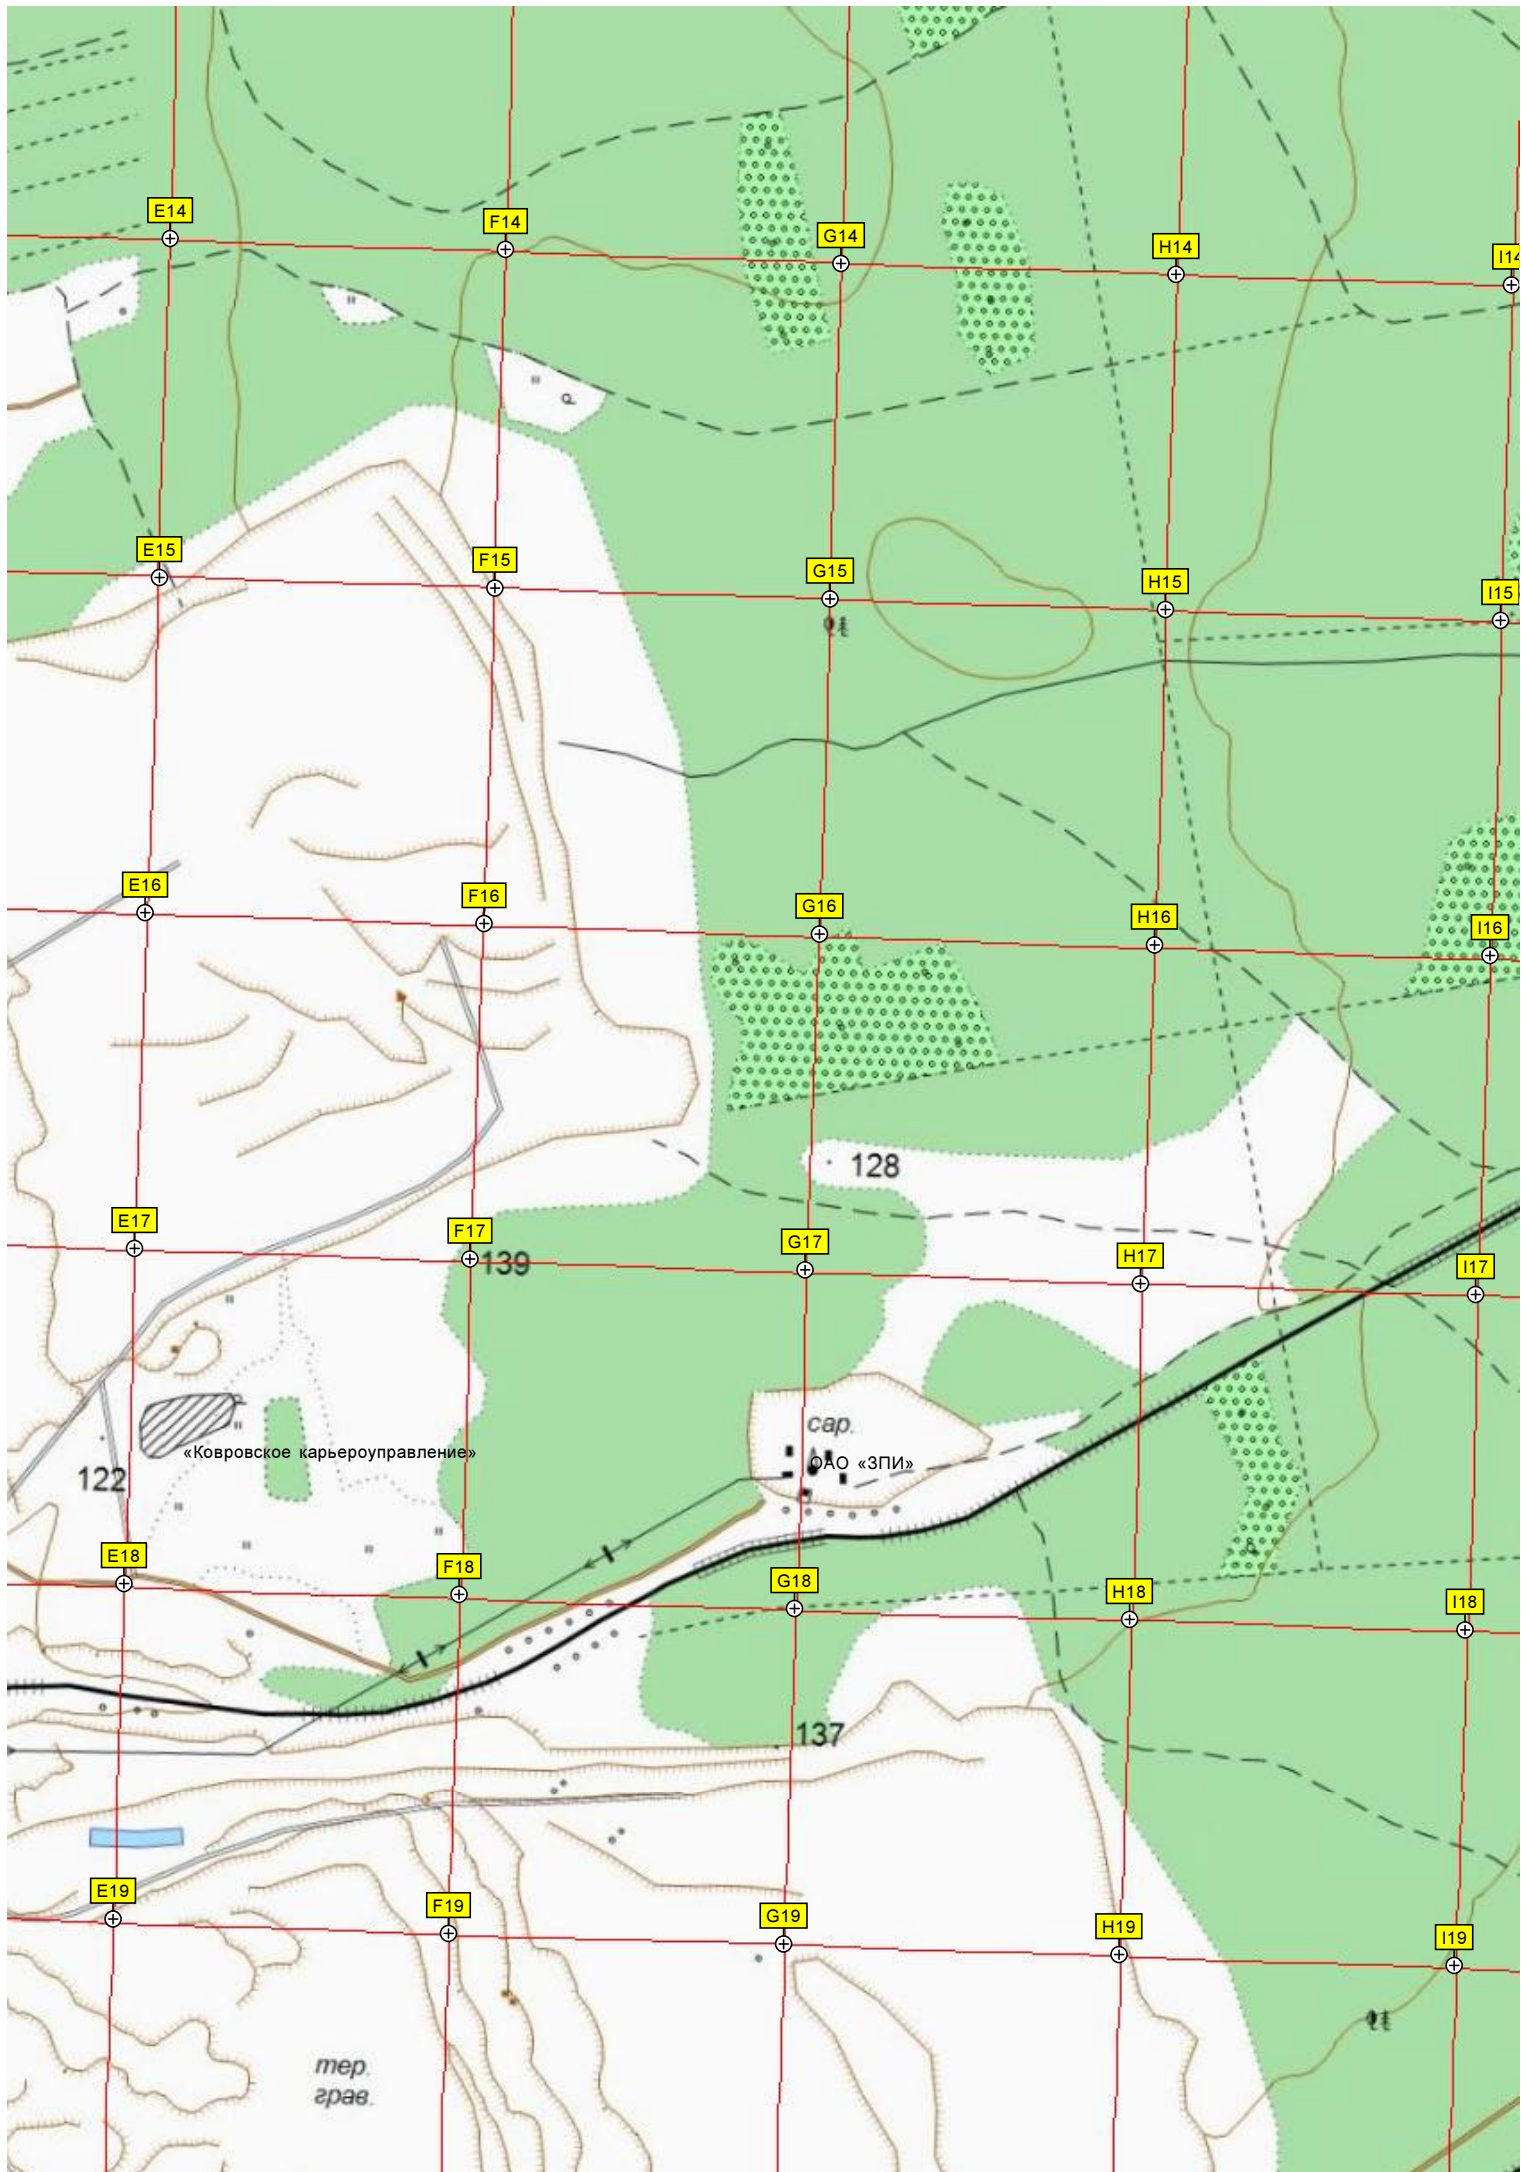 E14
F14
G14
H14
I14
E15
F15
G15
H15
I15
E16
F16
G16
H16
I16
128
E17
F17
G17
H17
I17
139
сар.
«Ковровское карьероуправление»
ОАО «ЗПИ»
122
E18
F18
G18
H18
I18
137
E19
F19
G19
H19
I19
тер.
грав.